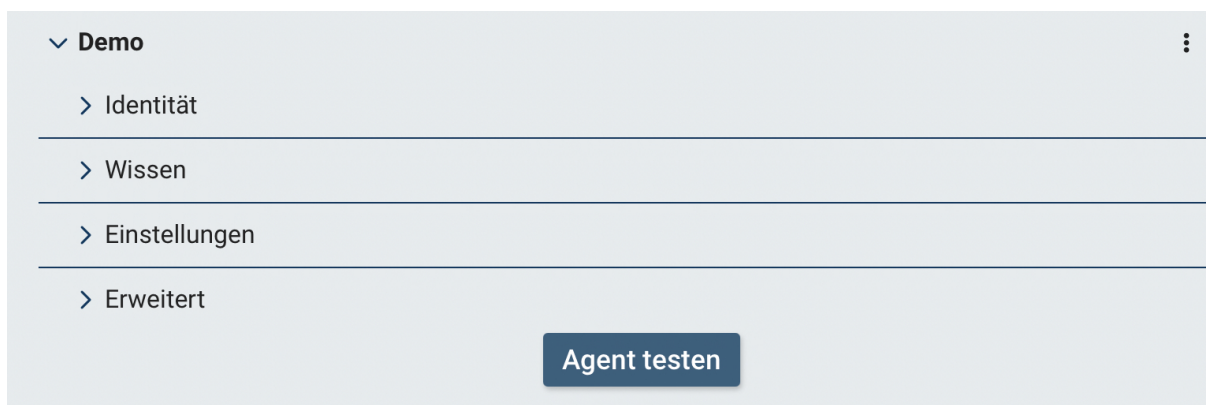 Demo
Identität
Wissen
Einstellungen
Erweitert
Agent testen